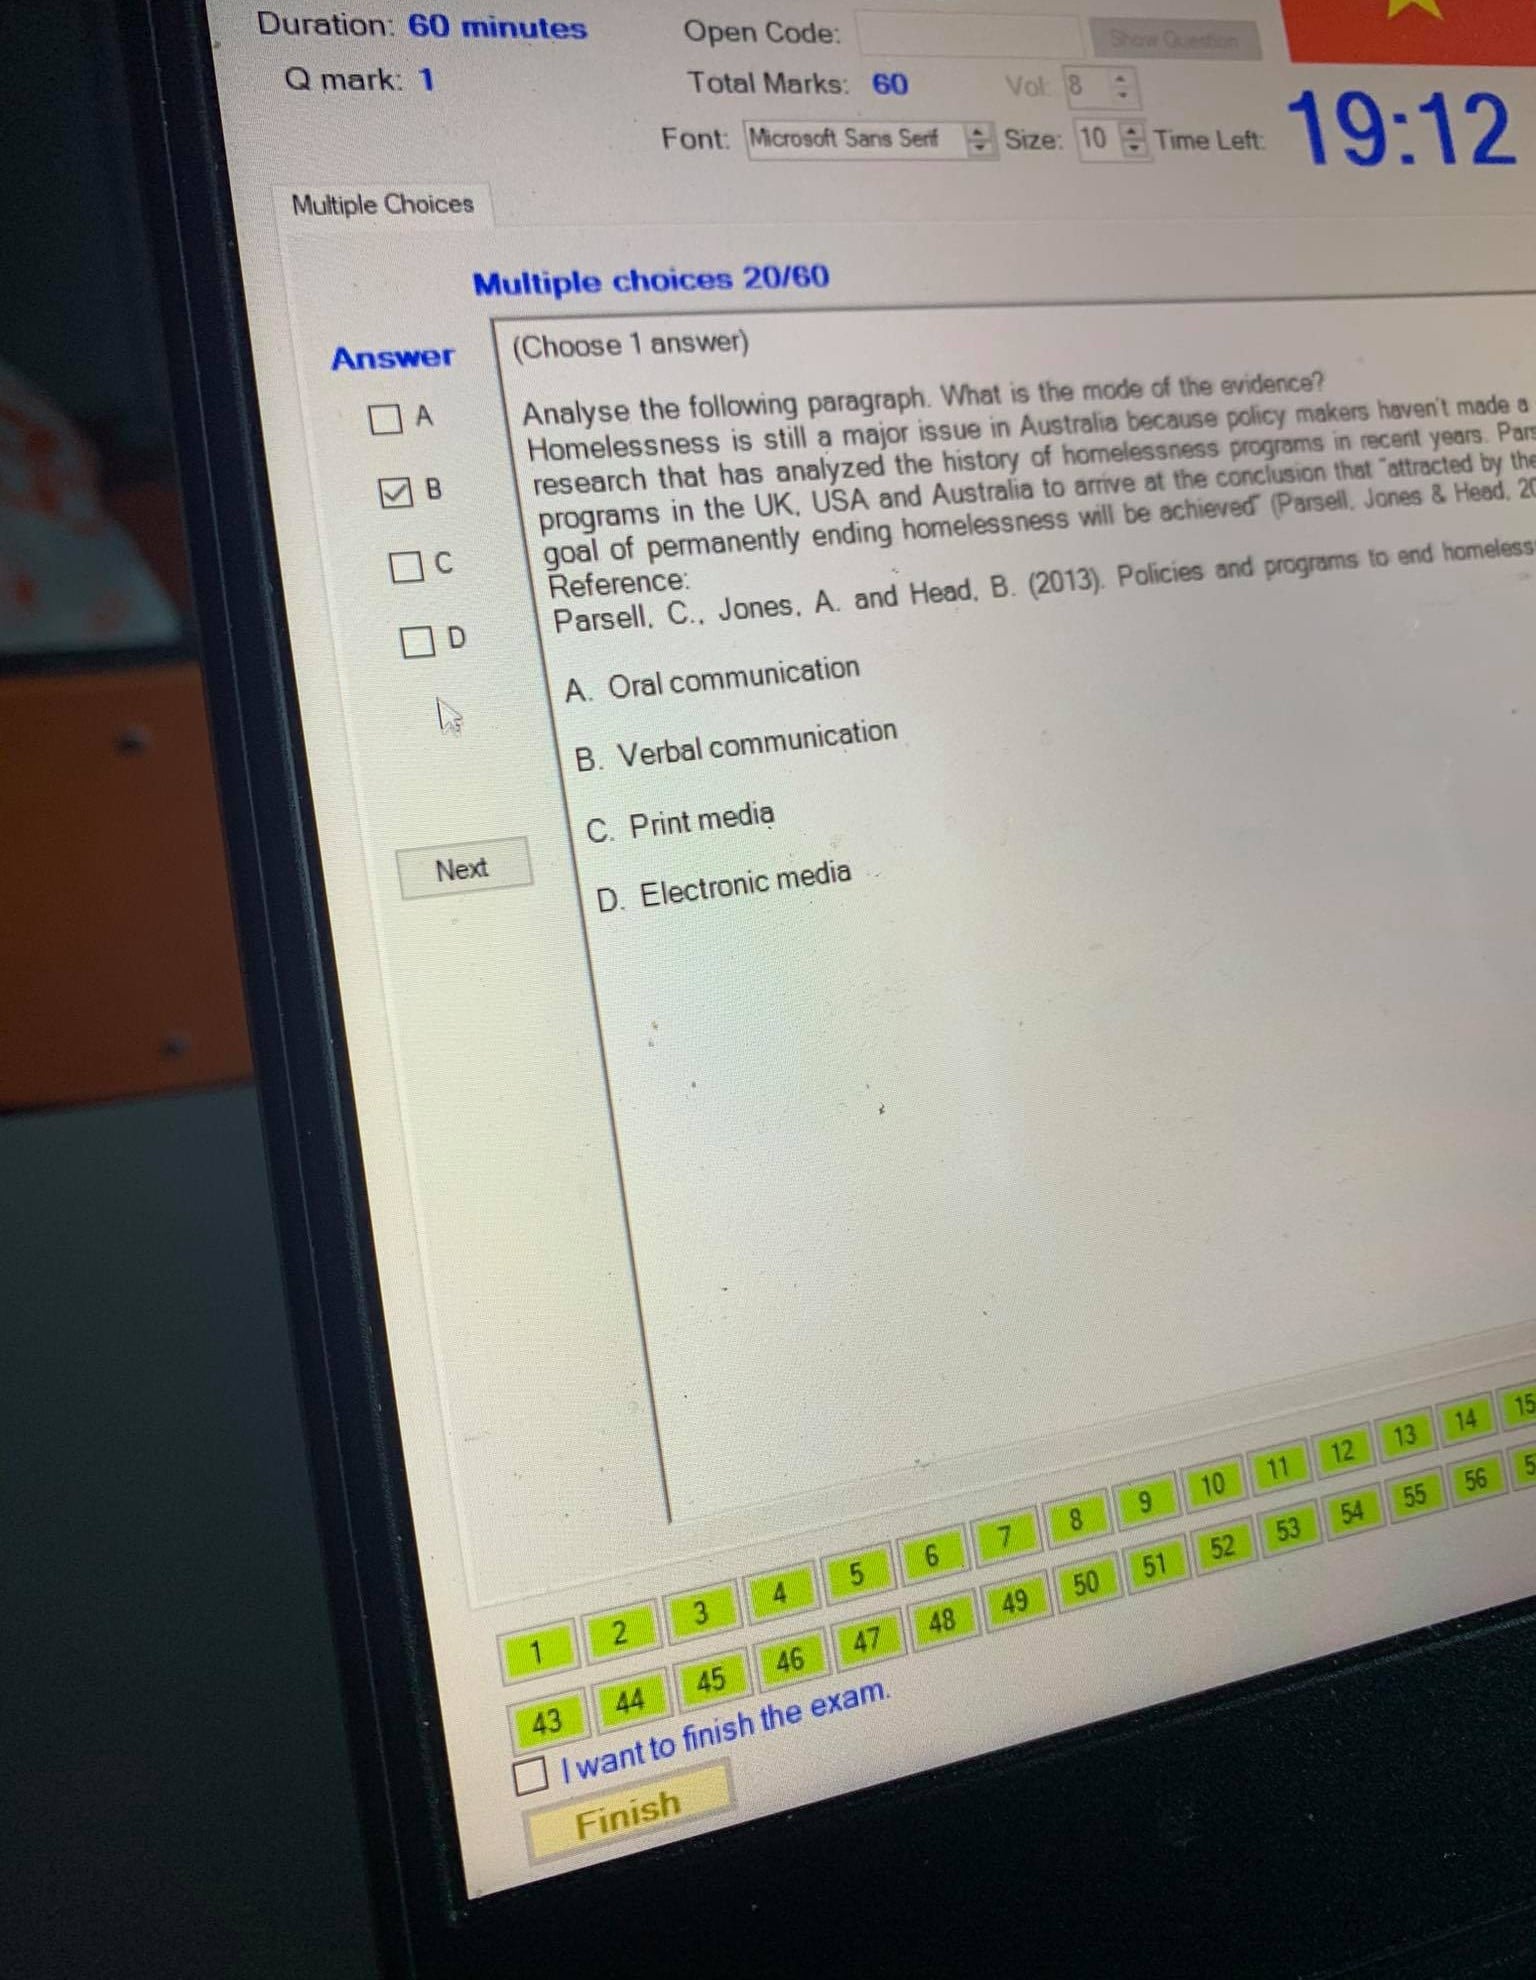 Duration: 60 minutes
Open Code:
Show Question
Q mark: 1
Total Marks: 60
Vol: 8
Font: Microsoft Sans Serif
Size: 10
Time Left: 19:12
Multiple Choices
Multiple choices 20/60
Answer
A
B
C
D
Next
(Choose 1 answer)
Analyse the following paragraph. What is the mode of the evidence?
Homelessness is still a major issue in Australia because policy makers haven't made a
research that has analyzed the history of homelessness programs in recent years. Pars
programs in the UK, USA and Australia to arrive at the conclusion that "attracted by the
goal of permanently ending homelessness will be achieved" (Parsell, Jones & Head, 20
Reference:
Parsell, C., Jones, A. and Head, B. (2013). Policies and programs to end homeless
A. Oral communication
B. Verbal communication
C. Print media
D. Electronic media
1 2 3 4 5 6 7 8 9 10 11 12 13 14 15
43 44 45 46 47 48 49 50 51 52 53 54 55 56 5
I want to finish the exam.
Finish